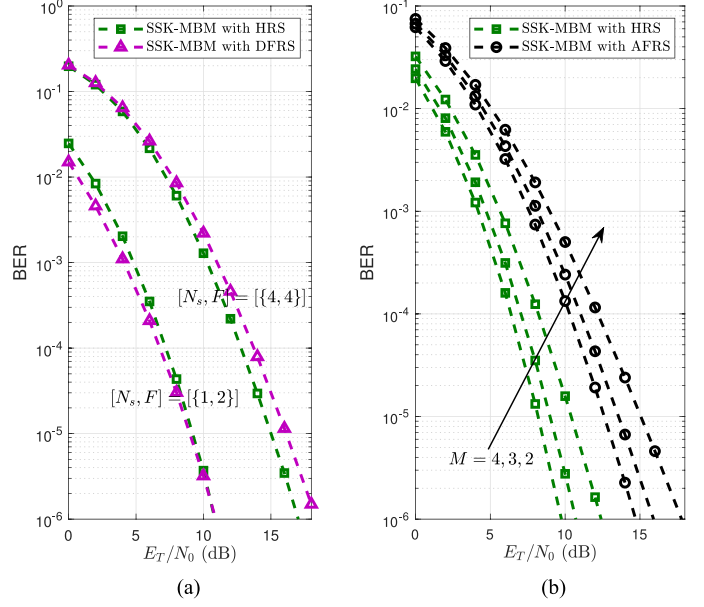 SSK-MBM with HRS
SSK-MBM with DFRS
10^0
10^-1
10^-2
10^-3
10^-4
10^-5
10^-6
BER
[N_s, F] = [{4, 4}]
[N_s, F] = [{1, 2}]
0 5 10 15
E_T/N_0 (dB)
(a)
SSK-MBM with HRS
SSK-MBM with AFRS
10^-1
10^-2
10^-3
10^-4
10^-5
10^-6
BER
M = 4, 3, 2
0 5 10 15
E_T/N_0 (dB)
(b)